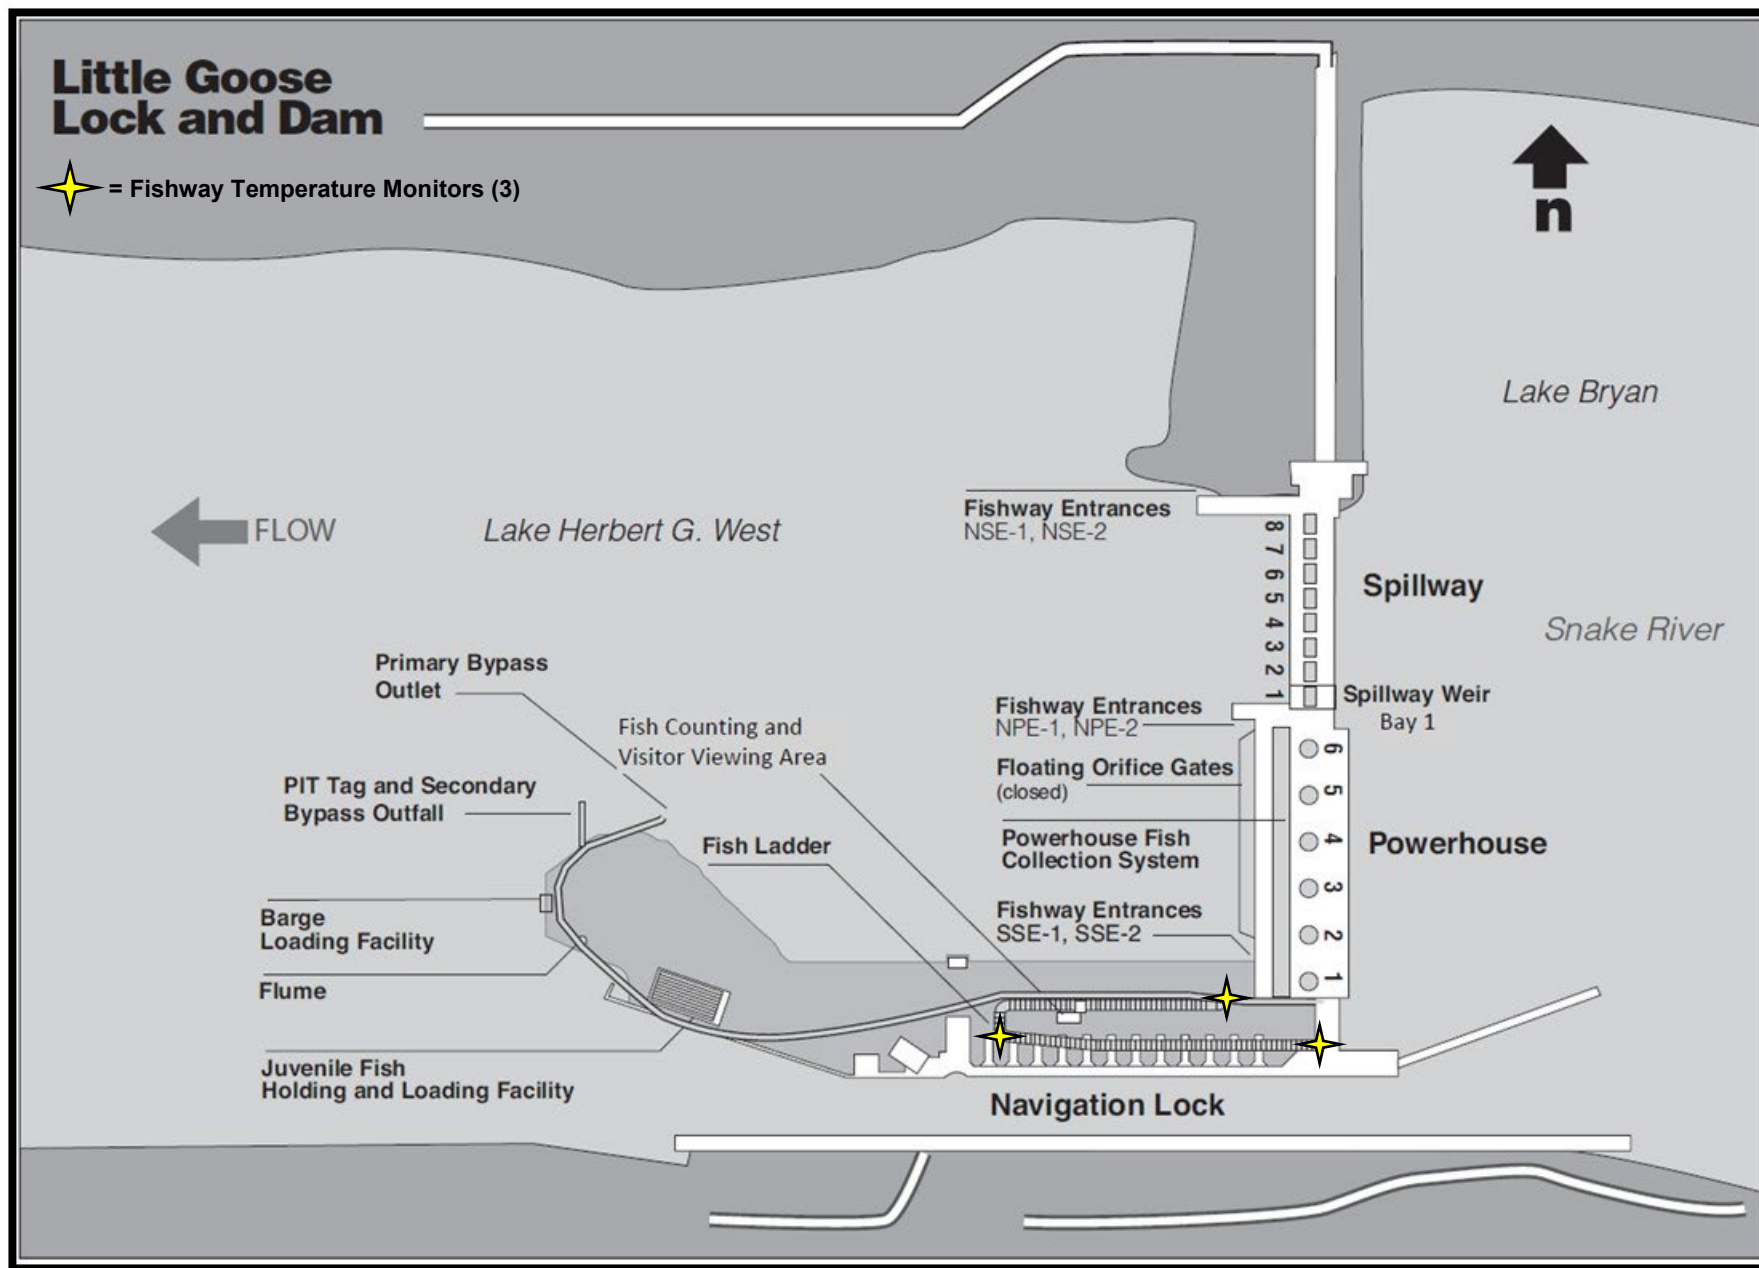 Little Goose
Lock and Dam
= Fishway Temperature Monitors (3)
n
Lake Bryan
FLOW
Lake Herbert G. West
Fishway Entrances
NSE-1, NSE-2
8
7
6
5
4
3
2
1
Spillway
Snake River
Spillway Weir
Bay 1
Primary Bypass
Outlet
Fish Counting and
Visitor Viewing Area
Fishway Entrances
NPE-1, NPE-2
Floating Orifice Gates
(closed)
PIT Tag and Secondary
Bypass Outfall
Fish Ladder
Powerhouse Fish
Collection System
6
5
4
3
2
1
Powerhouse
Fishway Entrances
SSE-1, SSE-2
Barge
Loading Facility
Flume
Juvenile Fish
Holding and Loading Facility
Navigation Lock